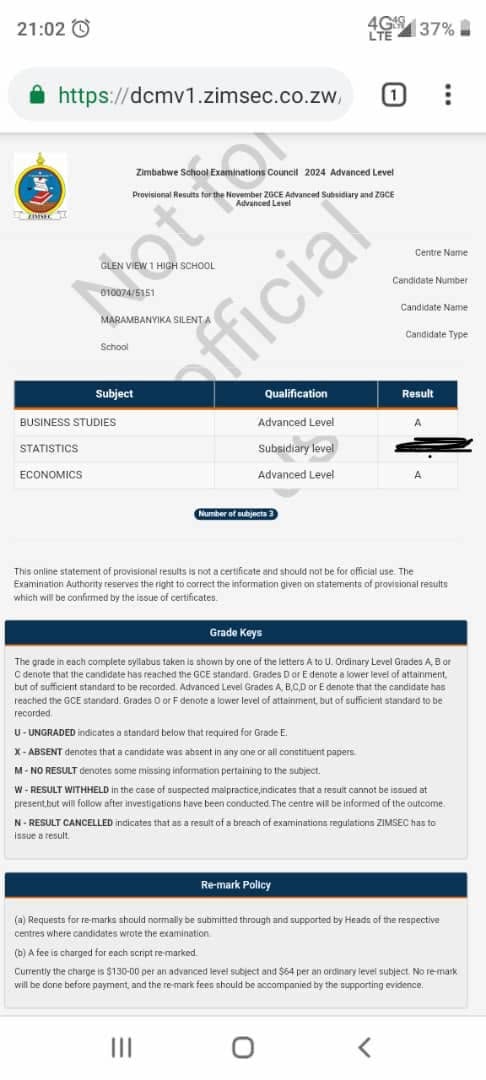 21:02
4G 4G LTE 37%
https://dcmv1.zimsec.co.zw/
1
Zimbabwe School Examinations Council 2024 Advanced Level
Provisional Results for the November ZGCE Advanced Subsidiary and ZGCE
Advanced Level
ZIMSEC
Not for
official
Centre Name
GLEN VIEW 1 HIGH SCHOOL
Candidate Number
010074/5151
Candidate Name
MARAMBANYIKA SILENT A
Candidate Type
School
Subject Qualification Result
BUSINESS STUDIES Advanced Level A
STATISTICS Subsidiary level
ECONOMICS Advanced Level A
Number of subjects 3
This online statement of provisional results is not a certificate and should not be for official use. The
Examination Authority reserves the right to correct the information given on statements of provisional results
which will be confirmed by the issue of certificates.
Grade Keys
The grade in each complete syllabus taken is shown by one of the letters A to U. Ordinary Level Grades A, B or
C denote that the candidate has reached the GCE standard. Grades D or E denote a lower level of attainment,
but of sufficient standard to be recorded. Advanced Level Grades A, B,C,D or E denote that the candidate has
reached the GCE standard. Grades O or F denote a lower level of attainment, but of sufficient standard to be
recorded.
U - UNGRADED indicates a standard below that required for Grade E.
X - ABSENT denotes that a candidate was absent in any one or all constituent papers.
M - NO RESULT denotes some missing information pertaining to the subject.
W - RESULT WITHHELD in the case of suspected malpractice,indicates that a result cannot be issued at
present,but will follow after investigations have been conducted.The centre will be informed of the outcome.
N - RESULT CANCELLED indicates that as a result of a breach of examinations regulations ZIMSEC has to
issue a result.
Re-mark Policy
(a) Requests for re-marks should normally be submitted through and supported by Heads of the respective
centres where candidates wrote the examination.
(b) A fee is charged for each script re-marked.
Currently the charge is $130-00 per an advanced level subject and $64 per an ordinary level subject. No re-mark
will be done before payment, and the re-mark fees should be accompanied by the supporting evidence.